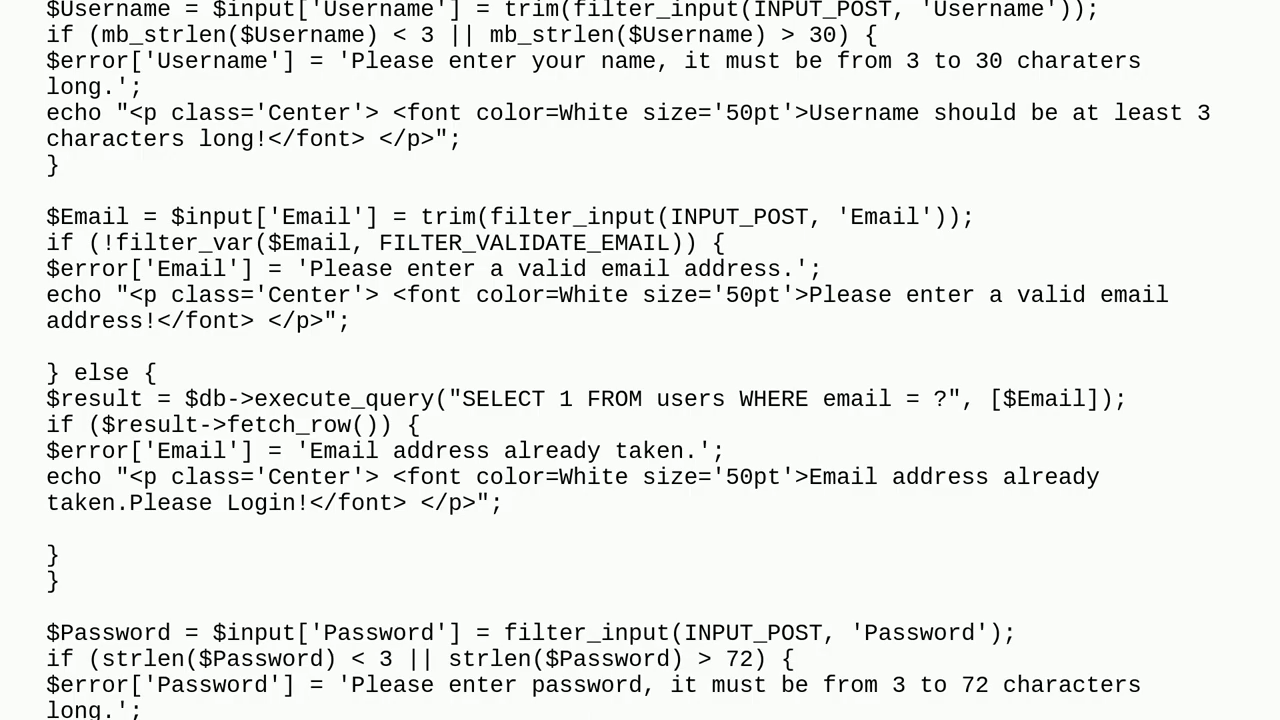 $Username = $input['Username'] = trim(filter_input(INPUT_POST, 'Username'));
if (mb_strlen($Username) < 3 || mb_strlen($Username) > 30) {
$error['Username'] = 'Please enter your name, it must be from 3 to 30 charaters
long.';
echo "<p class='Center'> <font color=White size='50pt'>Username should be at least 3
characters long!</font> </p>";
}
$Email = $input['Email'] = trim(filter_input(INPUT_POST, 'Email'));
if (!filter_var($Email, FILTER_VALIDATE_EMAIL)) {
$error['Email'] = 'Please enter a valid email address.';
echo "<p class='Center'> <font color=White size='50pt'>Please enter a valid email
address!</font> </p>";
} else {
$result = $db->execute_query("SELECT 1 FROM users WHERE email = ?", [$Email]);
if ($result->fetch_row()) {
$error['Email'] = 'Email address already taken.';
echo "<p class='Center'> <font color=White size='50pt'>Email address already
taken.Please Login!</font> </p>";
}
}
$Password = $input['Password'] = filter_input(INPUT_POST, 'Password');
if (strlen($Password) < 3 || strlen($Password) > 72) {
$error['Password'] = 'Please enter password, it must be from 3 to 72 characters
long.';